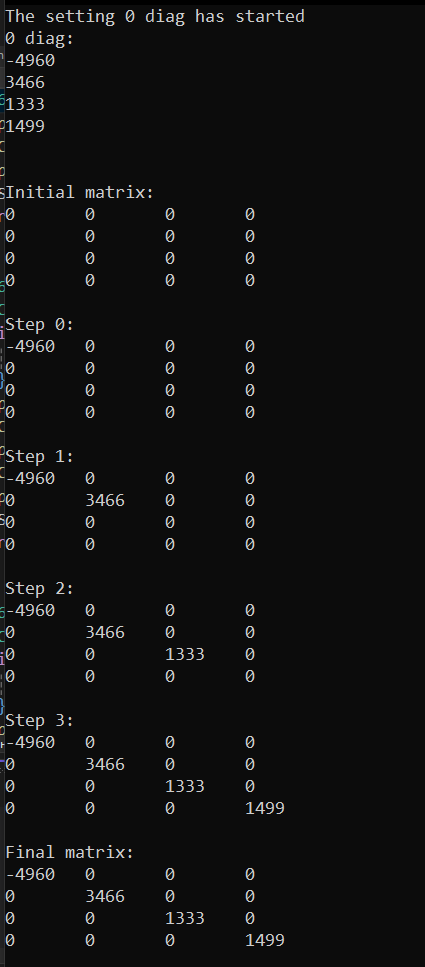 The setting 0 diag has started
0 diag:
-4960
3466
1333
1499
Initial matrix:
0 0 0 0
0 0 0 0
0 0 0 0
0 0 0 0
Step 0:
-4960 0 0 0
0 0 0 0
0 0 0 0
0 0 0 0
Step 1:
-4960 0 0 0
0 3466 0 0
0 0 0 0
0 0 0 0
Step 2:
-4960 0 0 0
0 3466 0 0
0 0 1333 0
0 0 0 0
Step 3:
-4960 0 0 0
0 3466 0 0
0 0 1333 0
0 0 0 1499
Final matrix:
-4960 0 0 0
0 3466 0 0
0 0 1333 0
0 0 0 1499